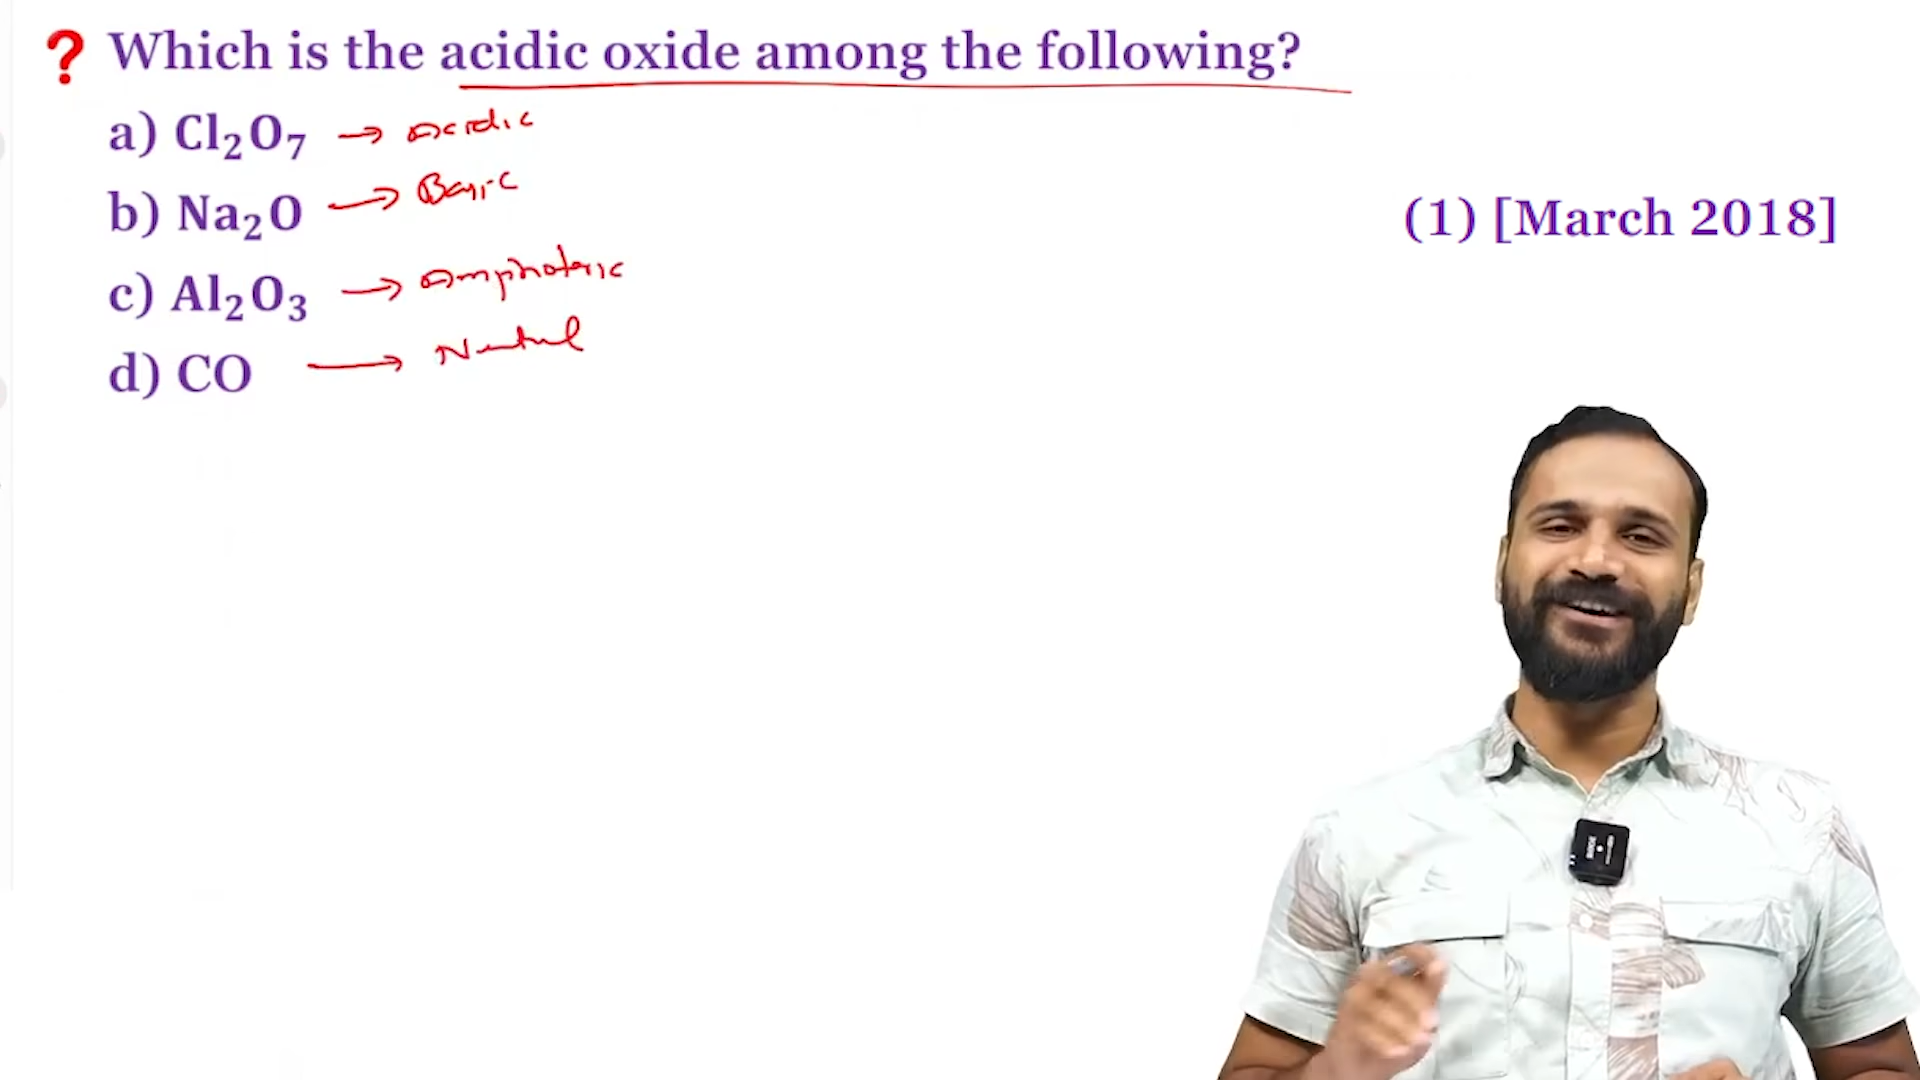 ❓ Which is the acidic oxide among the following?
a) Cl₂O₇ → acidic
b) Na₂O → Basic
(1) [March 2018]
c) Al₂O₃ → amphoteric
d) CO → Neutral